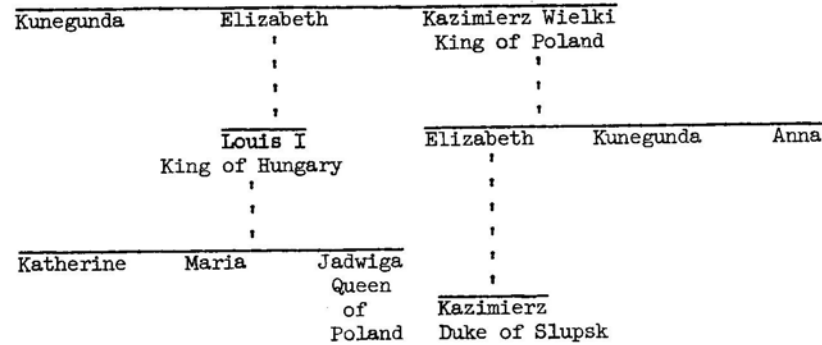 Kunegunda Elizabeth Kazimierz Wielki
King of Poland
Louis I
King of Hungary
Elizabeth Kunegunda Anna
Katherine Maria Jadwiga
Queen
of
Poland
Kazimierz
Duke of Slupsk